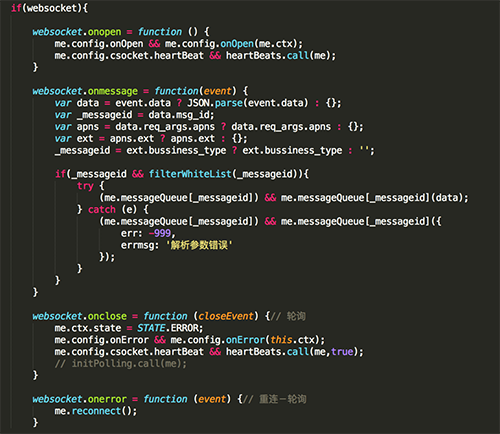 if(websocket){
websocket.onopen = function () {
me.config.onOpen && me.config.onOpen(me.ctx);
me.config.csocket.heartBeat && heartBeats.call(me);
}
websocket.onmessage = function(event) {
var data = event.data ? JSON.parse(event.data) : {};
var _messageid = data.msg_id;
var apns = data.req_args.apns ? data.req_args.apns : {};
var ext = apns.ext ? apns.ext : {};
_messageid = ext.bussiness_type ? ext.bussiness_type : '';
if(_messageid && filterWhiteList(_messageid)){
try {
(me.messageQueue[_messageid]) && me.messageQueue[_messageid](data);
} catch (e) {
(me.messageQueue[_messageid]) && me.messageQueue[_messageid]({
err: -999,
errmsg: '解析参数错误'
});
}
}
}
websocket.onclose = function (closeEvent) {// 轮询
me.ctx.state = STATE.ERROR;
me.config.onError && me.config.onError(this.ctx);
me.config.csocket.heartBeat && heartBeats.call(me,true);
// initPolling.call(me);
}
websocket.onerror = function (event) {// 重连－轮询
me.reconnect();
}
}